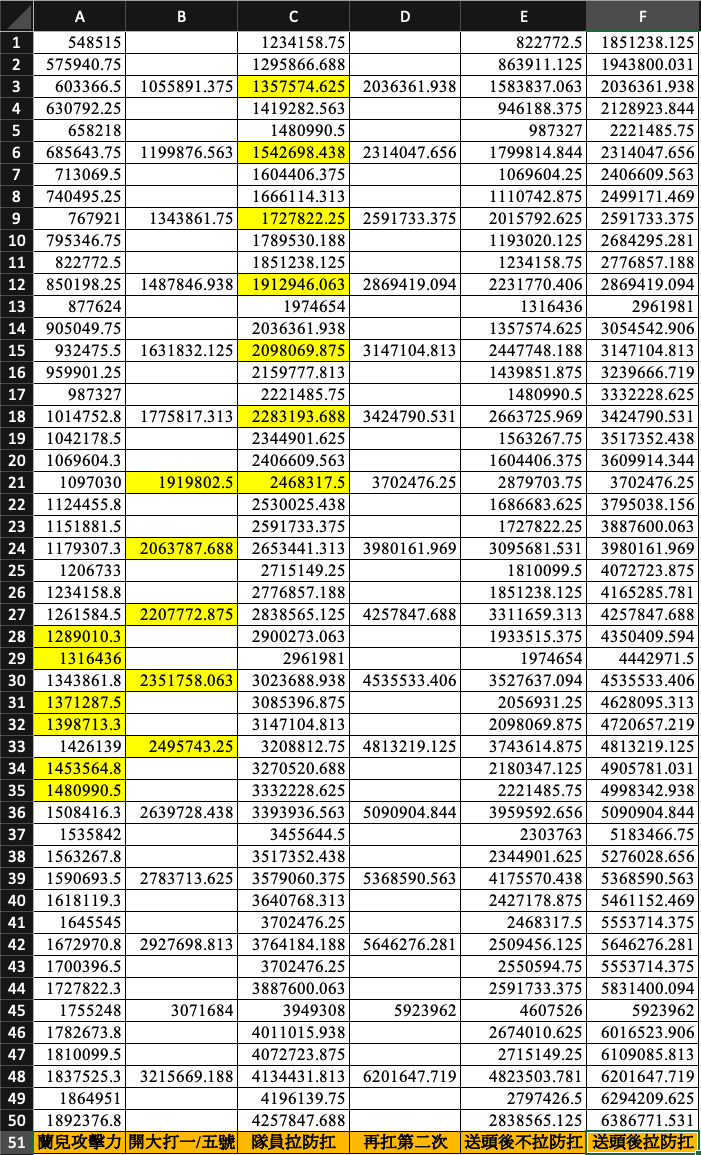 A B C D E F
1 548515 1234158.75 822772.5 1851238.125
2 575940.75 1295866.688 863911.125 1943800.031
3 603366.5 1055891.375 1357574.625 2036361.938 1583837.063 2036361.938
4 630792.25 1419282.563 946188.375 2128923.844
5 658218 1480990.5 987327 2221485.75
6 685643.75 1199876.563 1542698.438 2314047.656 1799814.844 2314047.656
7 713069.5 1604406.375 1069604.25 2406609.563
8 740495.25 1666114.313 1110742.875 2499171.469
9 767921 1343861.75 1727822.25 2591733.375 2015792.625 2591733.375
10 795346.75 1789530.188 1193020.125 2684295.281
11 822772.5 1851238.125 1234158.75 2776857.188
12 850198.25 1487846.938 1912946.063 2869419.094 2231770.406 2869419.094
13 877624 1974654 1316436 2961981
14 905049.75 2036361.938 1357574.625 3054542.906
15 932475.5 1631832.125 2098069.875 3147104.813 2447748.188 3147104.813
16 959901.25 2159777.813 1439851.875 3239666.719
17 987327 2221485.75 1480990.5 3332228.625
18 1014752.8 1775817.313 2283193.688 3424790.531 2663725.969 3424790.531
19 1042178.5 2344901.625 1563267.75 3517352.438
20 1069604.3 2406609.563 1604406.375 3609914.344
21 1097030 1919802.5 2468317.5 3702476.25 2879703.75 3702476.25
22 1124455.8 2530025.438 1686683.625 3795038.156
23 1151881.5 2591733.375 1727822.25 3887600.063
24 1179307.3 2063787.688 2653441.313 3980161.969 3095681.531 3980161.969
25 1206733 2715149.25 1810099.5 4072723.875
26 1234158.8 2776857.188 1851238.125 4165285.781
27 1261584.5 2207772.875 2838565.125 4257847.688 3311659.313 4257847.688
28 1289010.3 2900273.063 1933515.375 4350409.594
29 1316436 2961981 1974654 4442971.5
30 1343861.8 2351758.063 3023688.938 4535533.406 3527637.094 4535533.406
31 1371287.5 3085396.875 2056931.25 4628095.313
32 1398713.3 3147104.813 2098069.875 4720657.219
33 1426139 2495743.25 3208812.75 4813219.125 3743614.875 4813219.125
34 1453564.8 3270520.688 2180347.125 4905781.031
35 1480990.5 3332228.625 2221485.75 4998342.938
36 1508416.3 2639728.438 3393936.563 5090904.844 3959592.656 5090904.844
37 1535842 3455644.5 2303763 5183466.75
38 1563267.8 3517352.438 2344901.625 5276028.656
39 1590693.5 2783713.625 3579060.375 5368590.563 4175570.438 5368590.563
40 1618119.3 3640768.313 2427178.875 5461152.469
41 1645545 3702476.25 2468317.5 5553714.375
42 1672970.8 2927698.813 3764184.188 5646276.281 2509456.125 5646276.281
43 1700396.5 3702476.25 2550594.75 5553714.375
44 1727822.3 3887600.063 2591733.375 5831400.094
45 1755248 3071684 3949308 5923962 4607526 5923962
46 1782673.8 4011015.938 2674010.625 6016523.906
47 1810099.5 4072723.875 2715149.25 6109085.813
48 1837525.3 3215669.188 4134431.813 6201647.719 4823503.781 6201647.719
49 1864951 4196139.75 2797426.5 6294209.625
50 1892376.8 4257847.688 2838565.125 6386771.531
51 蘭兒攻擊力 開大打一/五號 隊員拉防扛 再扛第二次 送頭後不拉防扛 送頭後拉防扛